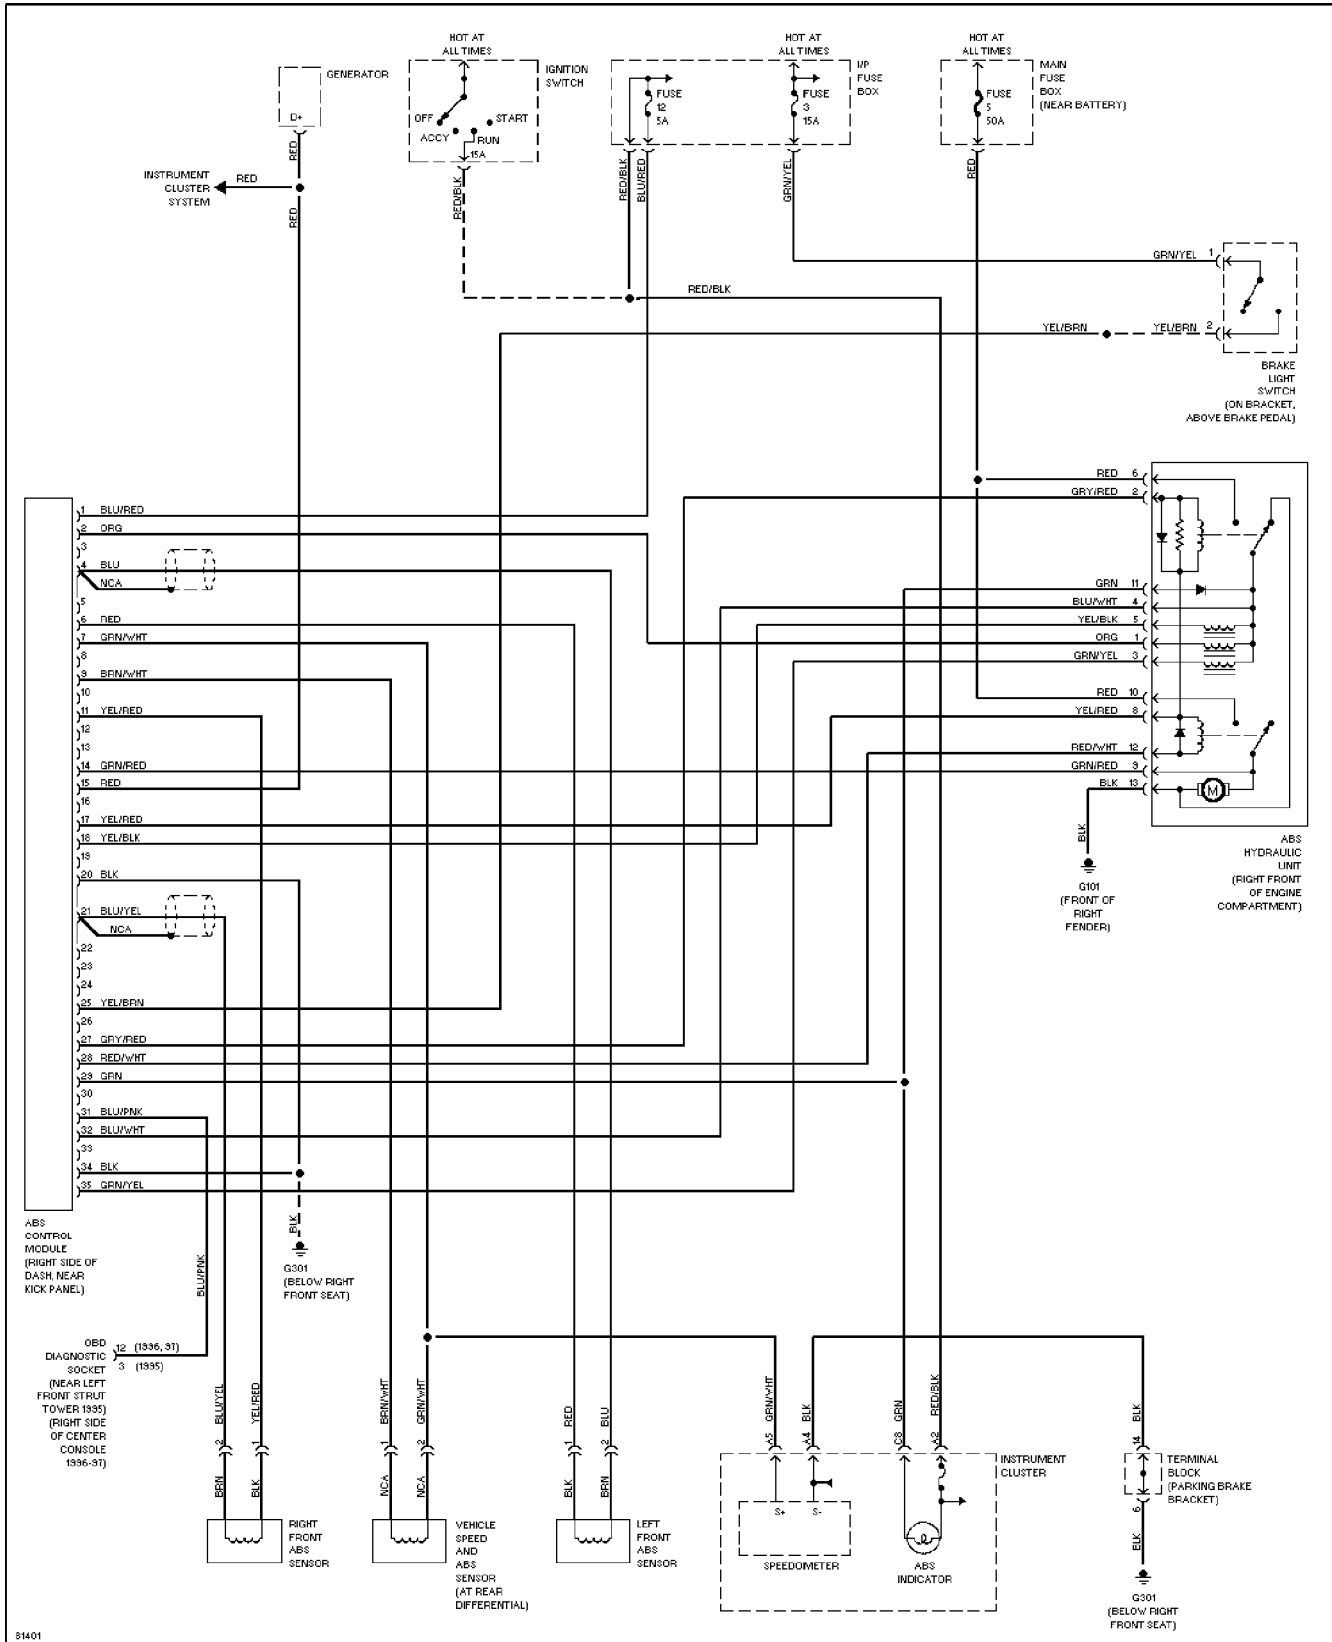 HOT AT
ALL TIMES
HOT AT
ALL TIMES
HOT AT
ALL TIMES
GENERATOR
D+
IGNITION
SWITCH
OFF
ACCY
START
RUN
15A
FUSE
12
5A
FUSE
3
15A
I/P
FUSE
BOX
FUSE
5
50A
MAIN
FUSE
BOX
(NEAR BATTERY)
RED
RED/BLK
RED/BLK
BLU/RED
GRN/YEL
RED
INSTRUMENT
CLUSTER
SYSTEM
RED
RED
GRN/YEL 1
RED/BLK
YEL/BRN
YEL/BRN 2
BRAKE
LIGHT
SWITCH
(ON BRACKET,
ABOVE BRAKE PEDAL)
1 BLU/RED
2 ORG
3
4 BLU
NCA
5
6 RED
7 GRN/WHT
8
9 BRN/WHT
10
11 YEL/RED
12
13
14 GRN/RED
15 RED
16
17 YEL/RED
18 YEL/BLK
19
20 BLK
21 BLU/YEL
NCA
22
23
24
25 YEL/BRN
26
27 GRY/RED
28 RED/WHT
29 GRN
30
31 BLU/PNK
32 BLU/WHT
33
34 BLK
35 GRN/YEL
RED 6
GRY/RED 2
GRN 11
BLU/WHT 4
YEL/BLK 5
ORG 1
GRN/YEL 3
RED 10
YEL/RED 8
RED/WHT 12
GRN/RED 9
BLK 13
M
BLK
G101
(FRONT OF
RIGHT
FENDER)
ABS
HYDRAULIC
UNIT
(RIGHT FRONT
OF ENGINE
COMPARTMENT)
ABS
CONTROL
MODULE
(RIGHT SIDE OF
DASH, NEAR
KICK PANEL)
BLU/PNK
BLK
G301
(BELOW RIGHT
FRONT SEAT)
OBD
DIAGNOSTIC
SOCKET
(NEAR LEFT
FRONT STRUT
TOWER 1995)
(RIGHT SIDE
OF CENTER
CONSOLE
1996-97)
12 (1996, 97)
3 (1995)
2 BLU/YEL
1 YEL/RED
1 BRN/WHT
2 GRN/WHT
1 RED
2 BLU
A5 GRN/WHT
A4 BLK
C8 GRN
A2 RED/BLK
14 BLK
BRN
BLK
NCA
NCA
BLK
BRN
RIGHT
FRONT
ABS
SENSOR
VEHICLE
SPEED
AND
ABS
SENSOR
(AT REAR
DIFFERENTIAL)
LEFT
FRONT
ABS
SENSOR
S+
S-
SPEEDOMETER
ABS
INDICATOR
INSTRUMENT
CLUSTER
TERMINAL
BLOCK
(PARKING BRAKE
BRACKET)
6
BLK
G301
(BELOW RIGHT
FRONT SEAT)
81401